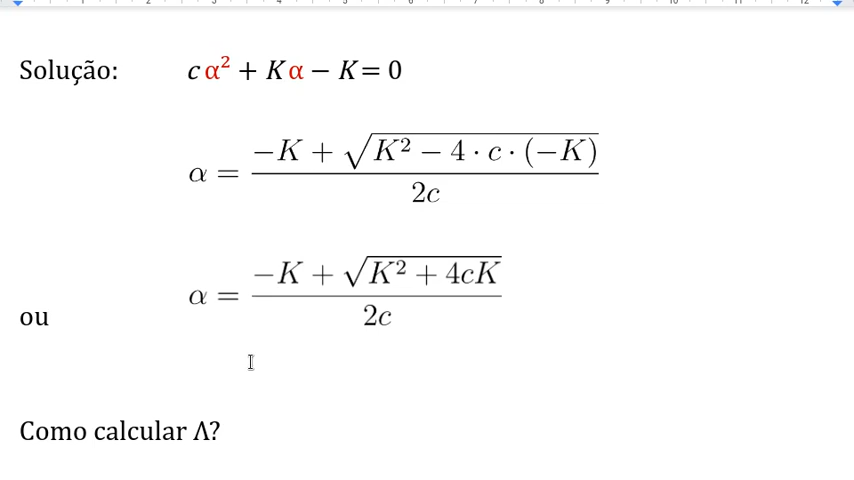 Solução: cα² + Kα − K = 0
α = (−K + √(K² − 4 · c · (−K))) / 2c
ou α = (−K + √(K² + 4cK)) / 2c
Como calcular Λ?